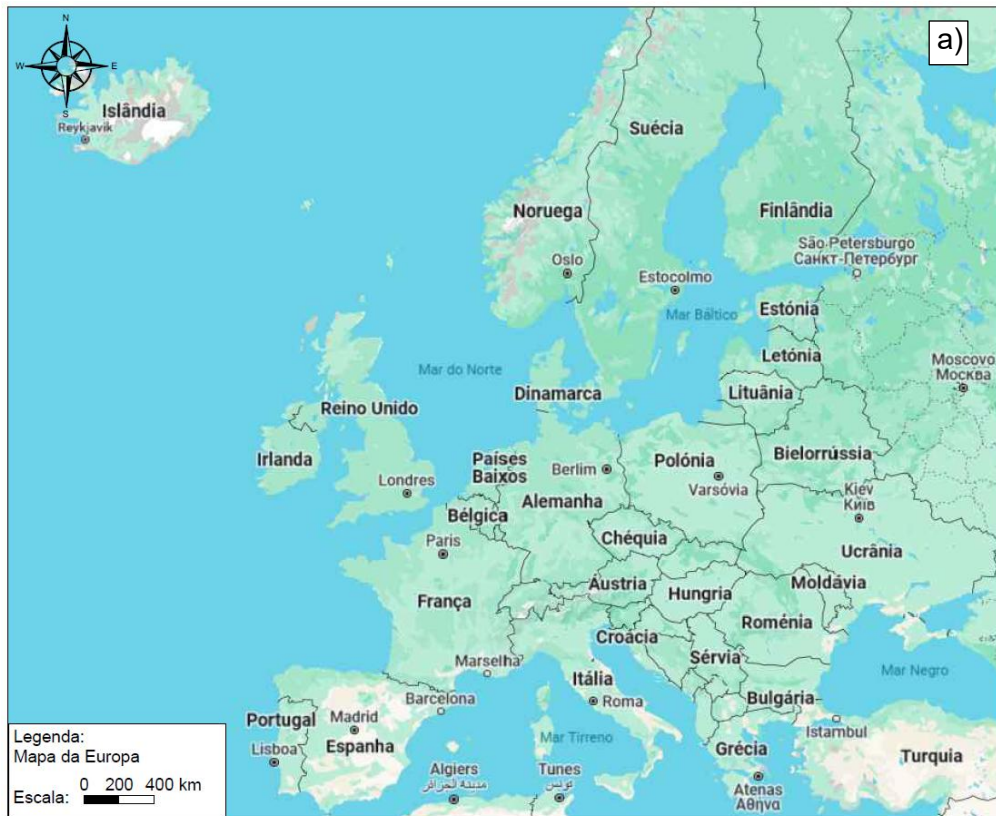 N
W
E
S
a)
Islândia
Reykjavik
Suécia
Noruega
Finlândia
São Petersburgo
Санкт-Петербург
Oslo
Estocolmo
Estónia
Mar Báltico
Letónia
Moscovo
Москва
Mar do Norte
Dinamarca
Lituânia
Reino Unido
Irlanda
Países
Baixos
Berlim
Polónia
Bielorrússia
Londres
Alemanha
Varsóvia
Kiev
Київ
Bélgica
Paris
Chéquia
Ucrânia
Áustria
Moldávia
França
Hungria
Roménia
Croácia
Marselha
Sérvia
Itália
Mar Negro
Barcelona
Roma
Bulgária
Portugal
Madrid
Istambul
Lisboa
Espanha
Mar Tirreno
Grécia
Turquia
Algiers
مدينة الجزائر
Tunes
تونس
Atenas
Αθήνα
Legenda:
Mapa da Europa
0 200 400 km
Escala: